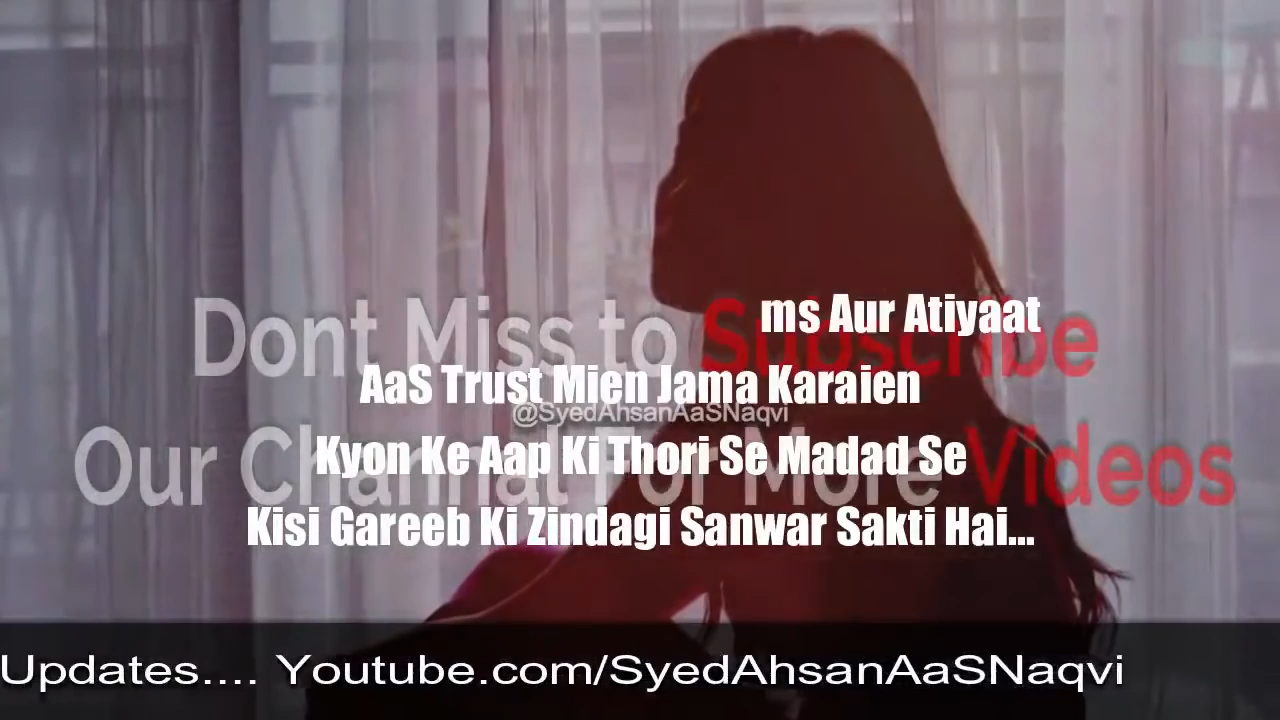 Dont Miss to Subscribe
Our Channal For More Videos
ms Aur Atiyaat
AaS Trust Mien Jama Karaien
@SyedAhsanAaSNaqvi
Kyon Ke Aap Ki Thori Se Madad Se
Kisi Gareeb Ki Zindagi Sanwar Sakti Hai...
Updates.... Youtube.com/SyedAhsanAaSNaqvi